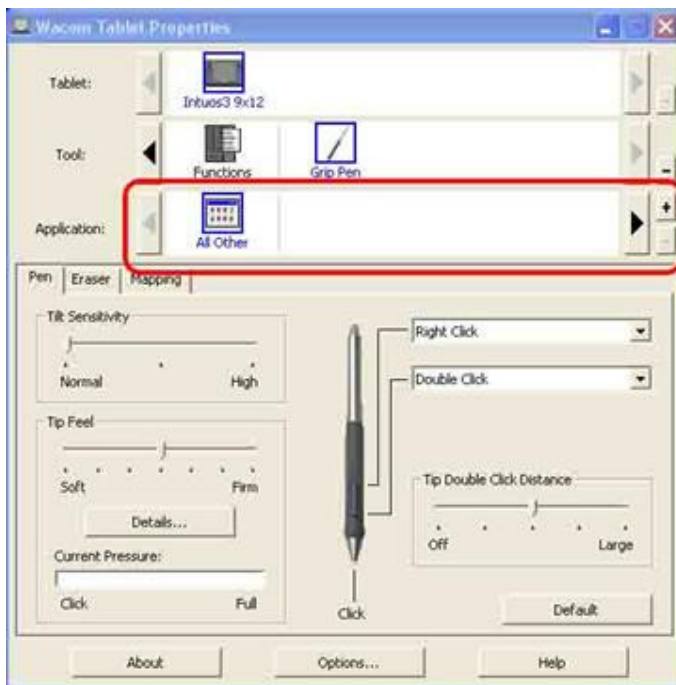 Wacom Tablet Properties
Tablet:
Intuos3 9x12
Tool:
Functions
Grip Pen
Application:
All Other
+
Pen
Eraser
Mapping
Tilt Sensitivity
Normal
High
Right Click
Double Click
Tip Feel
Soft
Firm
Details...
Tip Double Click Distance
Off
Large
Current Pressure:
Click
Full
Click
Default
About
Options...
Help